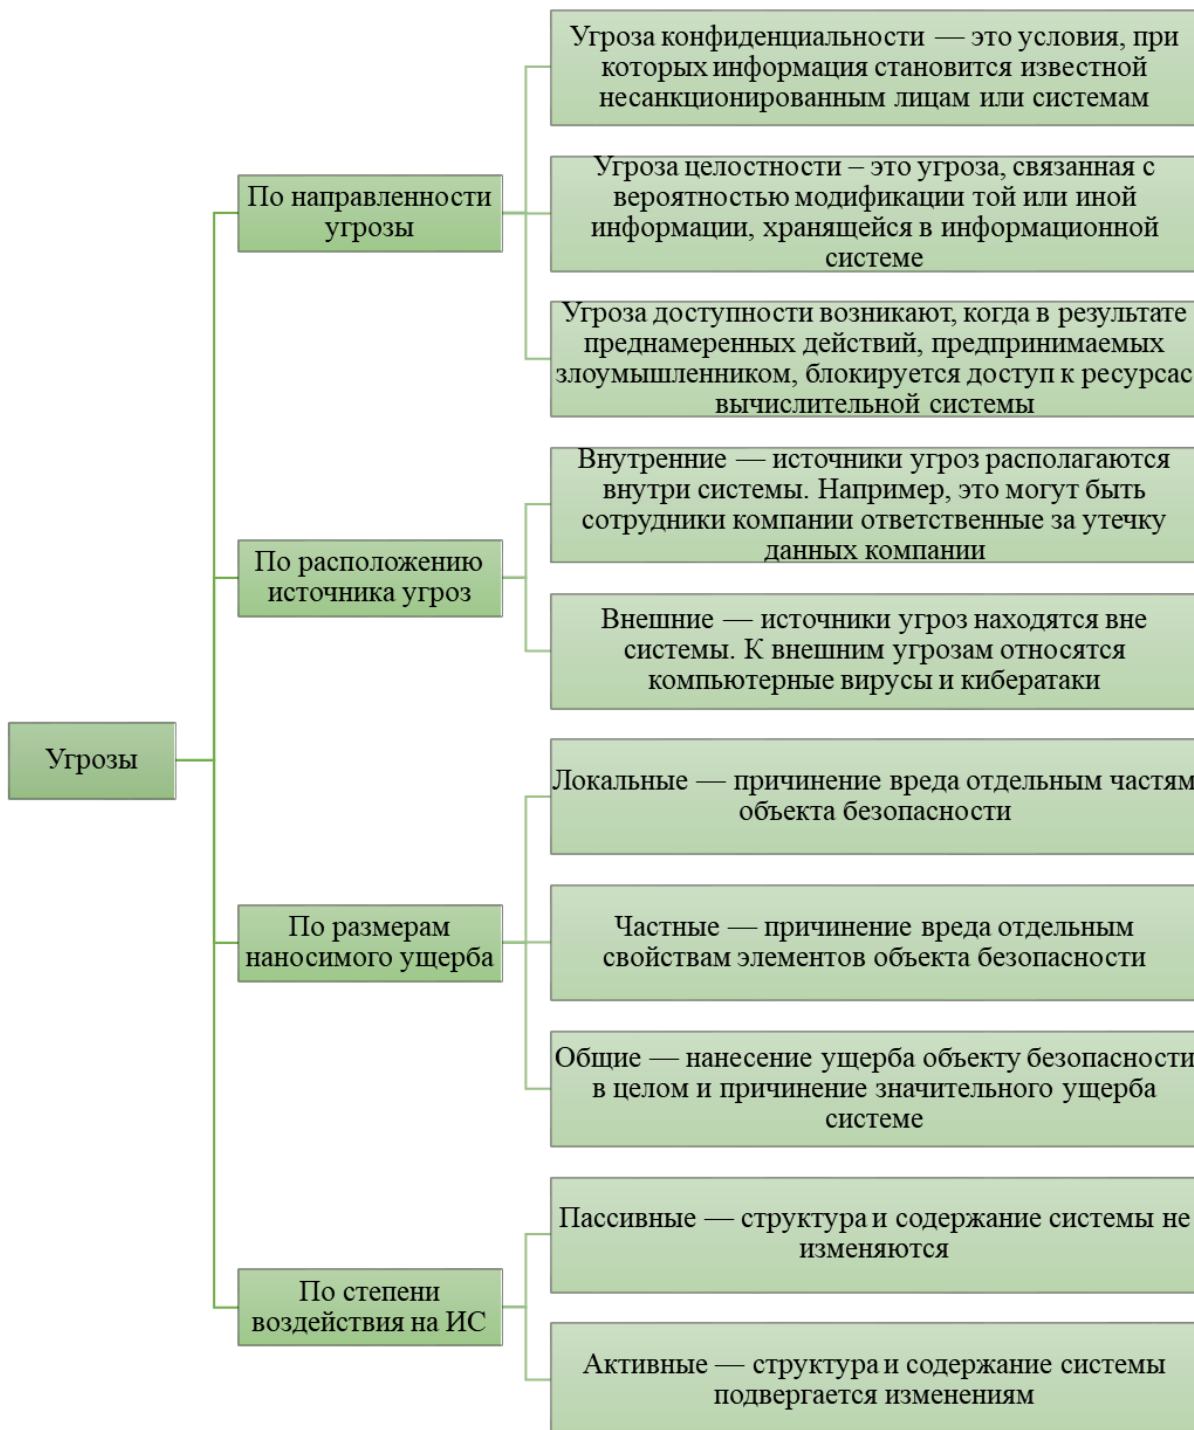 Угрозы
По направленности
угрозы
Угроза конфиденциальности — это условия, при
которых информация становится известной
несанкционированным лицам или системам
Угроза целостности – это угроза, связанная с
вероятностью модификации той или иной
информации, хранящейся в информационной
системе
Угроза доступности возникают, когда в результате
преднамеренных действий, предпринимаемых
злоумышленником, блокируется доступ к ресурсас
вычислительной системы
По расположению
источника угроз
Внутренние — источники угроз располагаются
внутри системы. Например, это могут быть
сотрудники компании ответственные за утечку
данных компании
Внешние — источники угроз находятся вне
системы. К внешним угрозам относятся
компьютерные вирусы и кибератаки
По размерам
наносимого ущерба
Локальные — причинение вреда отдельным частям
объекта безопасности
Частные — причинение вреда отдельным
свойствам элементов объекта безопасности
Общие — нанесение ущерба объекту безопасности
в целом и причинение значительного ущерба
системе
По степени
воздействия на ИС
Пассивные — структура и содержание системы не
изменяются
Активные — структура и содержание системы
подвергается изменениям